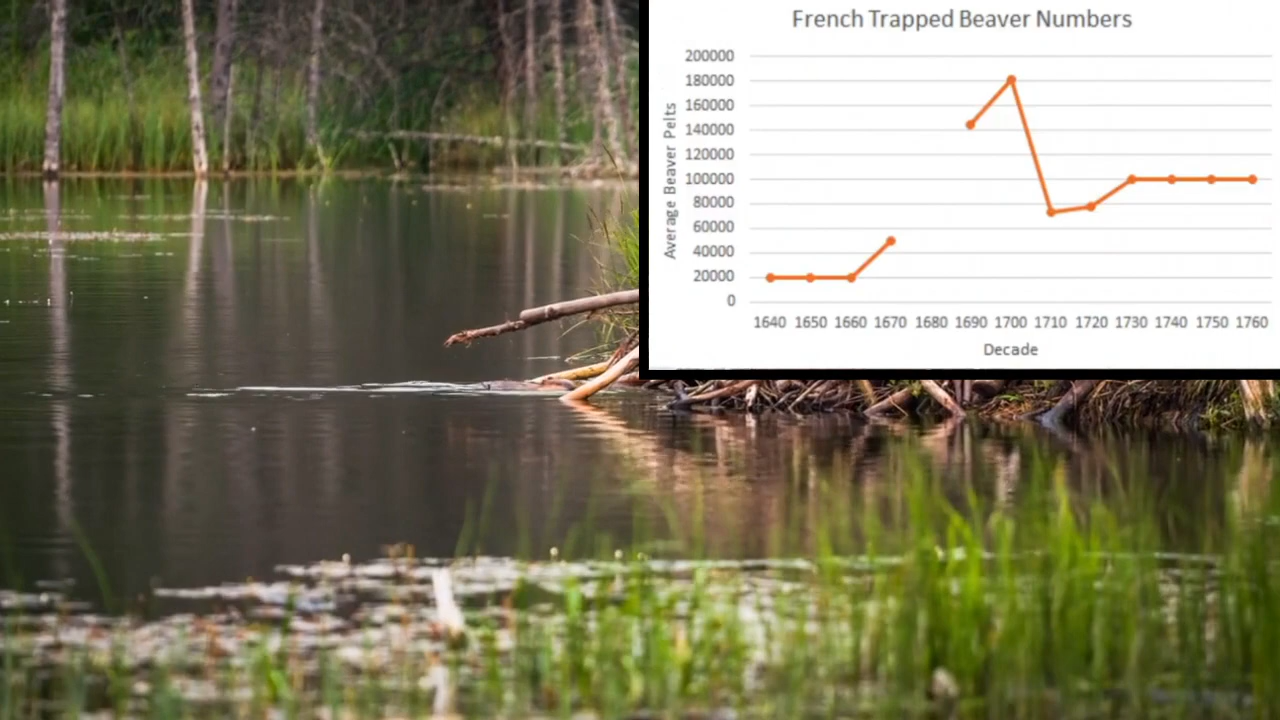 French Trapped Beaver Numbers
200000
180000
160000
140000
120000
100000
80000
60000
40000
20000
0
Average Beaver Pelts
1640 1650 1660 1670 1680 1690 1700 1710 1720 1730 1740 1750 1760
Decade